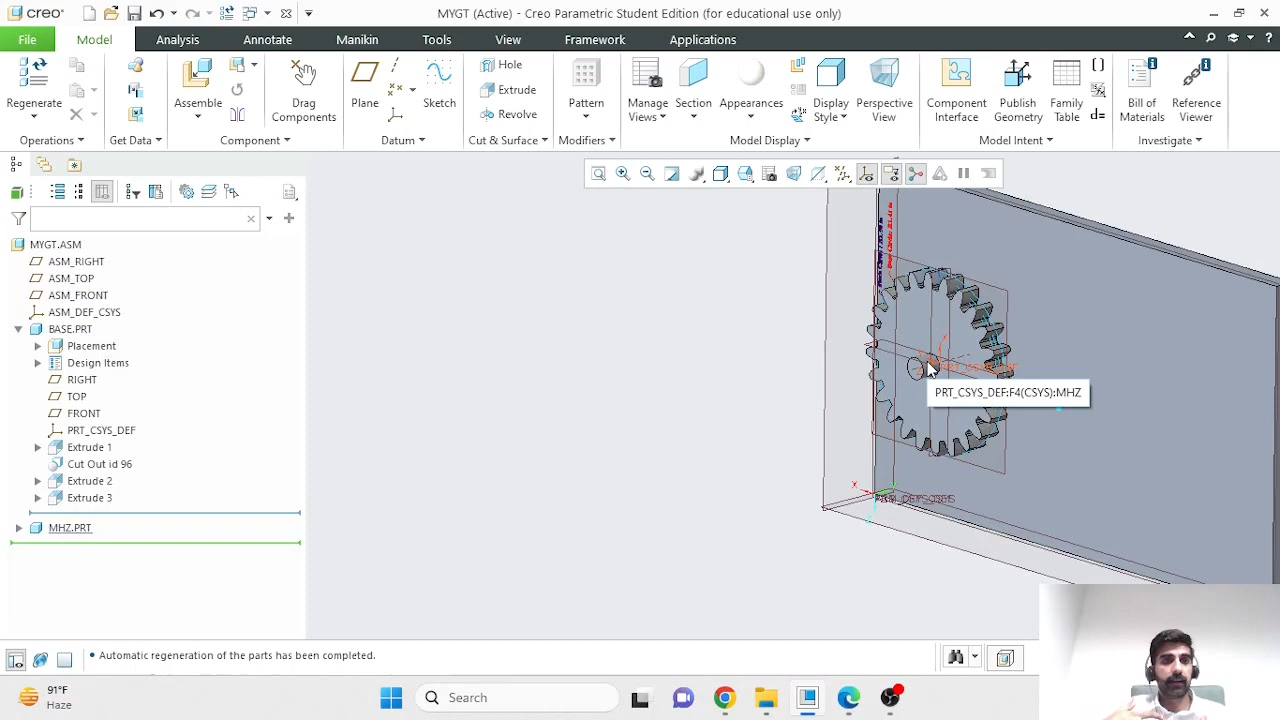 creo
MYGT (Active) - Creo Parametric Student Edition (for educational use only)
File
Model
Analysis
Annotate
Manikin
Tools
View
Framework
Applications
Regenerate
Operations
Get Data
Assemble
Drag
Components
Component
Plane
Sketch
Datum
Hole
Extrude
Revolve
Cut & Surface
Pattern
Modifiers
Manage
Views
Section
Appearances
Display
Style
Perspective
View
Model Display
Component
Interface
Publish
Geometry
Family
Table
Model Intent
Bill of
Materials
Reference
Viewer
Investigate
MYGT.ASM
ASM_RIGHT
ASM_TOP
ASM_FRONT
ASM_DEF_CSYS
BASE.PRT
Placement
Design Items
RIGHT
TOP
FRONT
PRT_CSYS_DEF
Extrude 1
Cut Out id 96
Extrude 2
Extrude 3
MHZ.PRT
PRT_CSYS_DEF:F4(CSYS):MHZ
Automatic regeneration of the parts has been completed.
91°F
Haze
Search